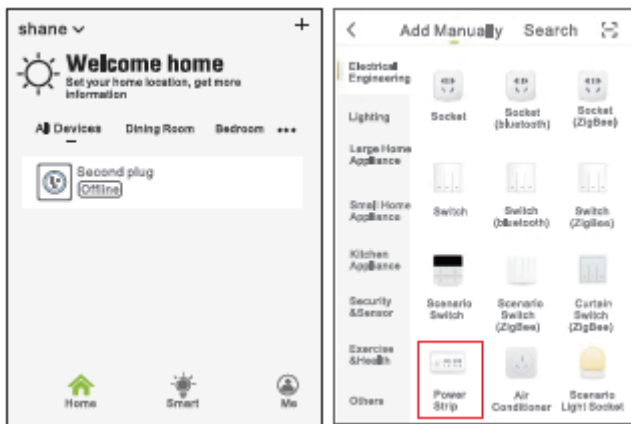 shane
+
Welcome home
Set your home location, get more
information
All Devices Dining Room Bedroom •••
Second plug
Offline
Home Smart Me
< Add Manually Search
Electrical
Engineering
Lighting
Large Home
Appliance
Small Home
Appliance
Kitchen
Appliance
Security
&Sensor
Exercise
&Health
Others
Socket
Socket
(bluetooth)
Socket
(ZigBee)
Switch
Switch
(bluetooth)
Switch
(ZigBee)
Scenario
Switch
Scenario
Switch
(ZigBee)
Curtain
Switch
(ZigBee)
Power
Strip
Air
Conditioner
Scenario
Light Socket